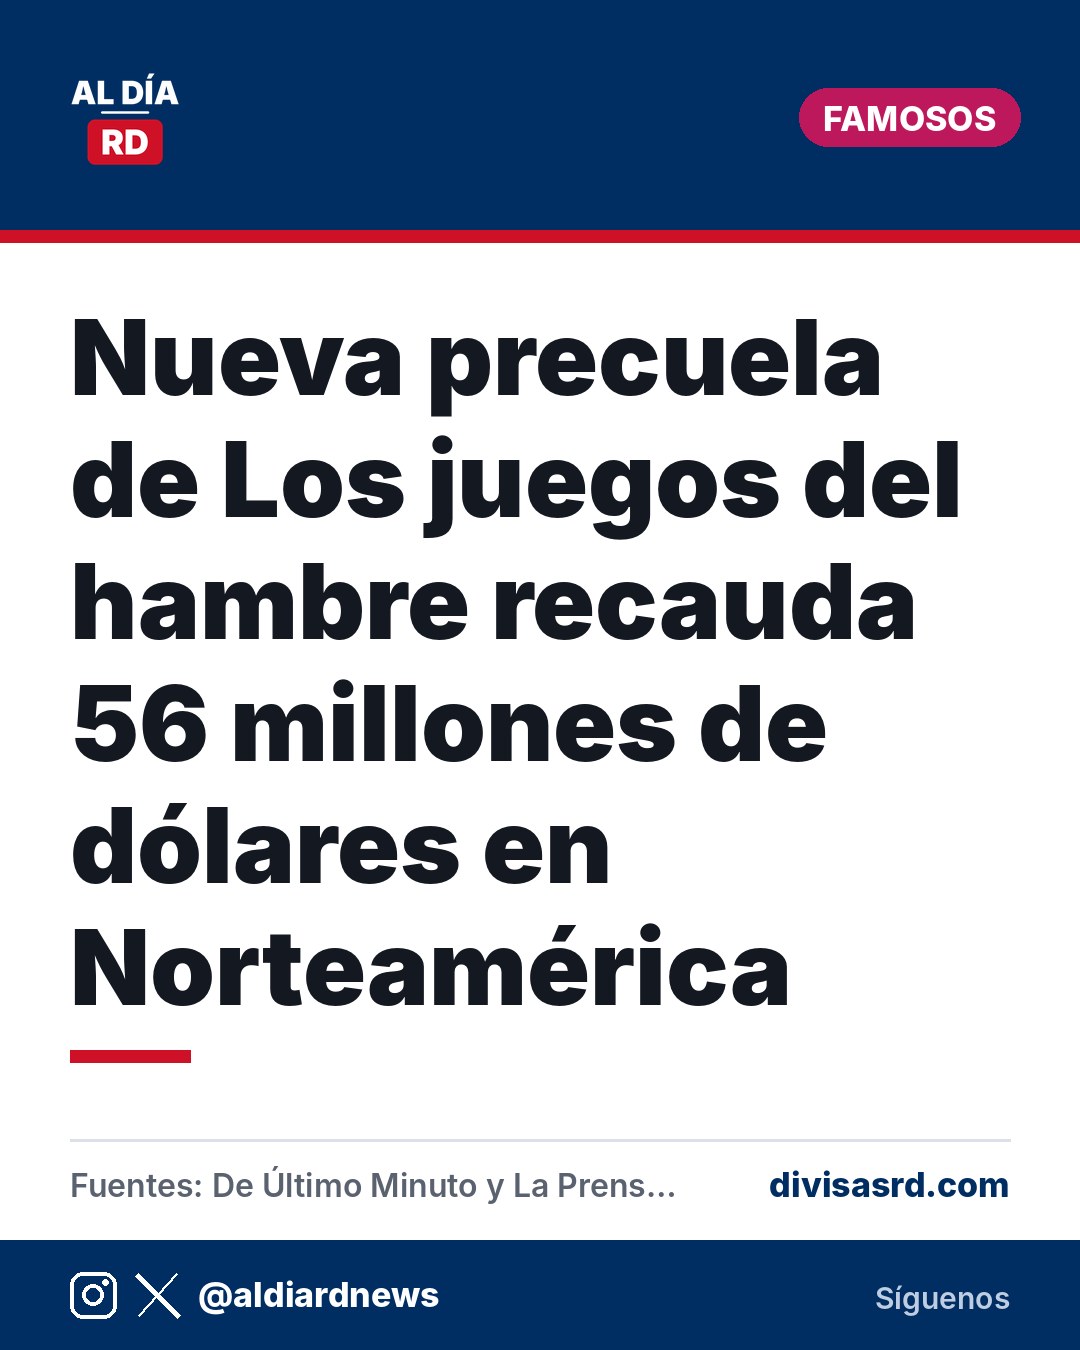 AL DÍA
RD
FAMOSOS
Nueva precuela
de Los juegos del
hambre recauda
56 millones de
dólares en
Norteamérica
Fuentes: De Último Minuto y La Prens...
divisasrd.com
@aldiardnews
Síguenos